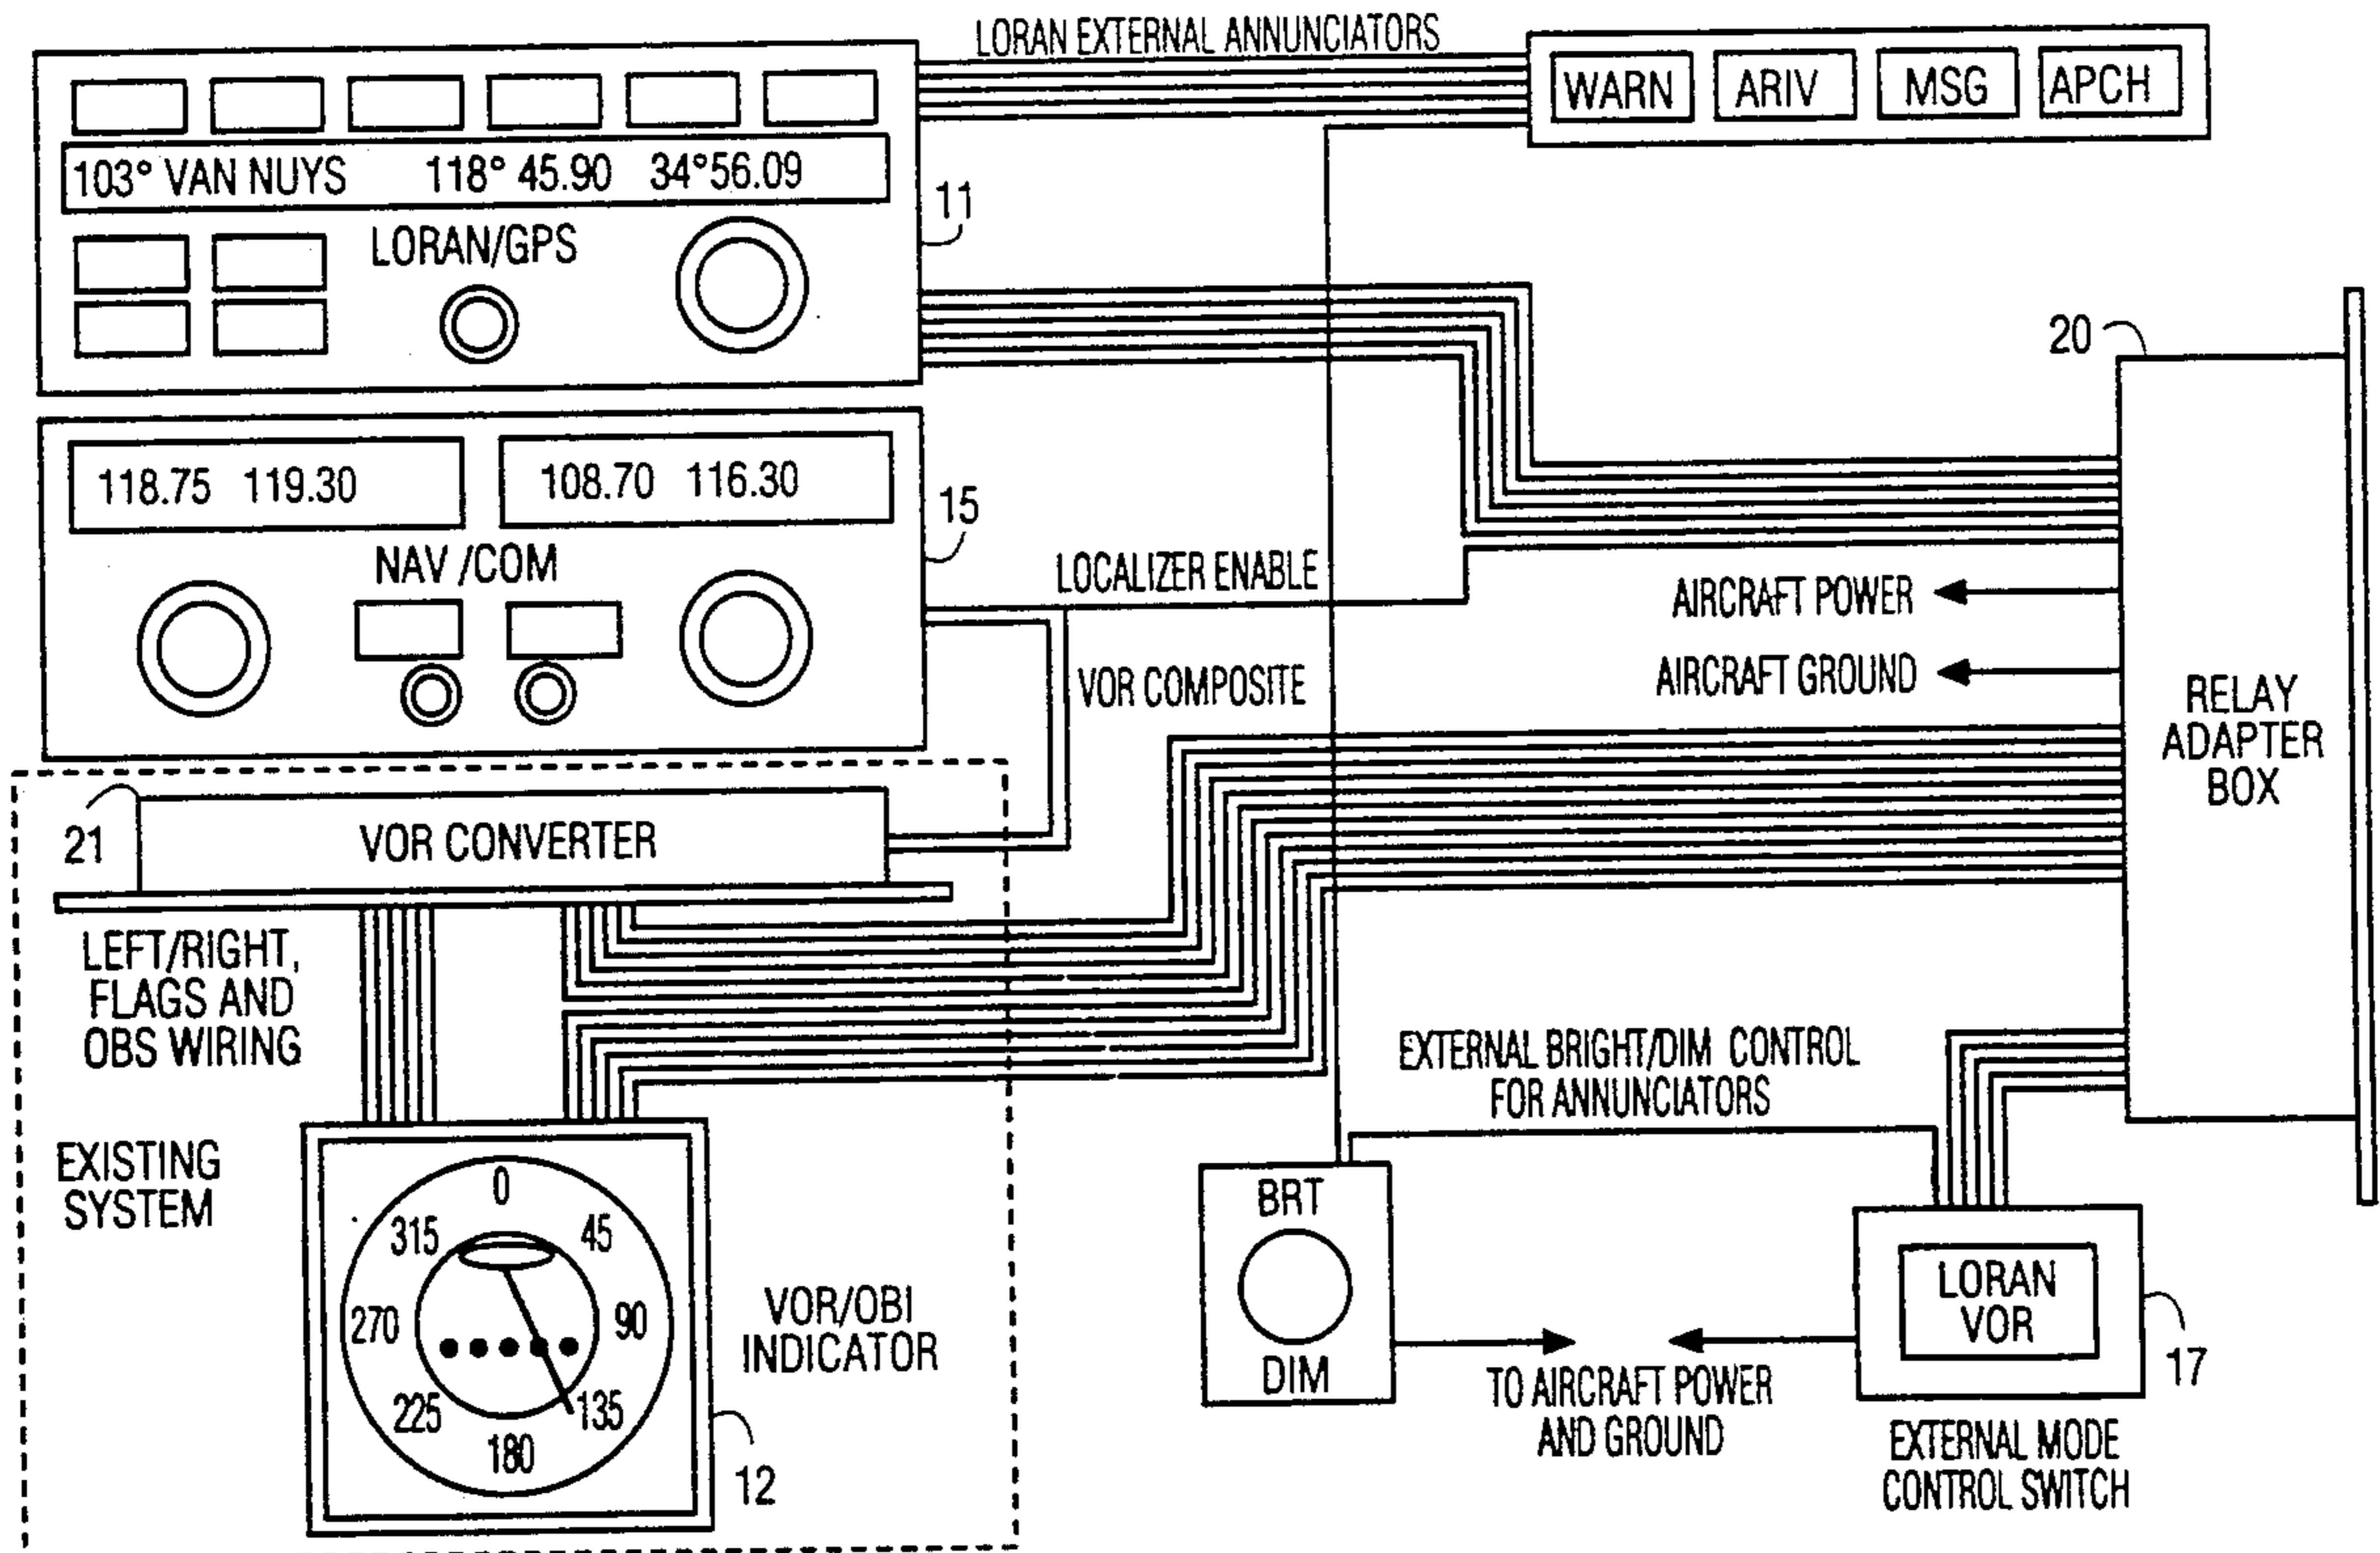 LORAN EXTERNAL ANNUNCIATORS
WARN ARIV MSG APCH
103° VAN NUYS 118° 45.90 34°56.09
11
LORAN/GPS
20
118.75 119.30 108.70 116.30
15
NAV /COM
LOCALIZER ENABLE
AIRCRAFT POWER
VOR COMPOSITE
AIRCRAFT GROUND
RELAY
ADAPTER
BOX
21
VOR CONVERTER
LEFT/RIGHT,
FLAGS AND
OBS WIRING
EXTERNAL BRIGHT/DIM CONTROL
FOR ANNUNCIATORS
EXISTING
SYSTEM
0
45
90
135
180
225
270
315
VOR/OBI
INDICATOR
12
BRT
DIM
TO AIRCRAFT POWER
AND GROUND
LORAN
VOR
17
EXTERNAL MODE
CONTROL SWITCH